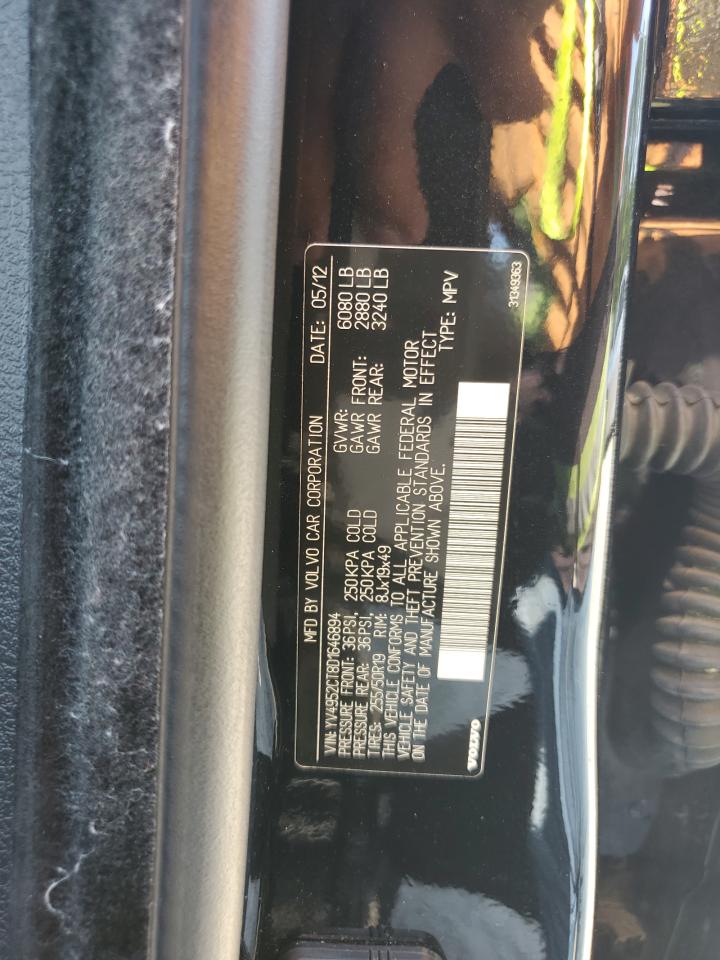 MFD BY VOLVO CAR CORPORATION DATE: 05/12
VIN: YV4952CT8D1646894 GVWR: 6080 LB
PRESSURE FRONT: 36PSI, 250KPA COLD GAWR FRONT: 2880 LB
PRESSURE REAR: 36PSI, 250KPA COLD GAWR REAR: 3240 LB
TIRES: 255/50R19 RIM: 8Jx19x49
THIS VEHICLE CONFORMS TO ALL APPLICABLE FEDERAL MOTOR
VEHICLE SAFETY AND THEFT PREVENTION STANDARDS IN EFFECT
ON THE DATE OF MANUFACTURE SHOWN ABOVE. TYPE: MPV
VOLVO 31349363